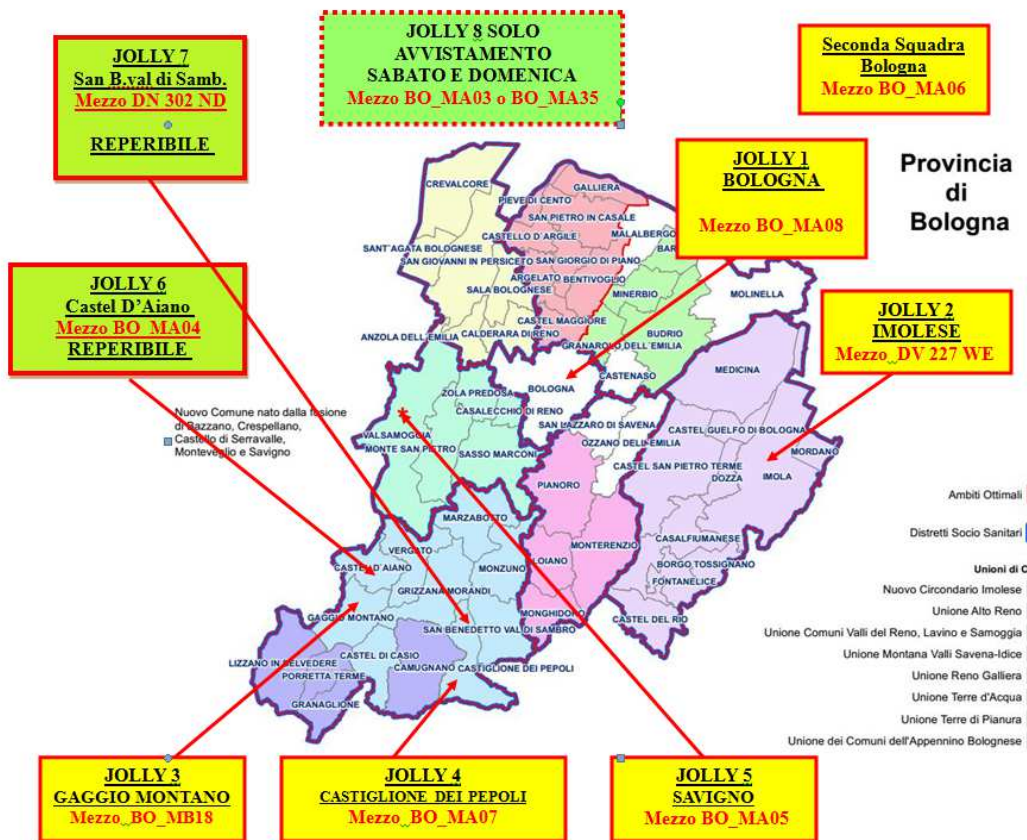 JOLLY 7
San B.val di Samb.
Mezzo DN 302 ND
REPERIBILE
JOLLY 8 SOLO
AVVISTAMENTO
SABATO E DOMENICA
Mezzo BO_MA03 o BO_MA35
Seconda Squadra
Bologna
Mezzo BO_MA06
JOLLY 1
BOLOGNA
Mezzo BO_MA08
Provincia
di
Bologna
JOLLY 6
Castel D'Aiano
Mezzo BO_MA04
REPERIBILE
JOLLY 2
IMOLESE
Mezzo DV 227 WE
CREVALCORE
GALLIERA
PIEVE DI CENTO
SAN PIETRO IN CASALE
MALALBERGO
CASTELLO D'ARGILE
BAR
SANT'AGATA BOLOGNESE
SAN GIOVANNI IN PERSICETO
SAN GIORGIO DI PIANO
ARGELATO
BENTIVOGLIO
SALA BOLOGNESE
MINERBIO
MOLINELLA
CASTEL MAGGIORE
CALDERARA DI RENO
BUDRIO
ANZOLA DELL'EMILIA
GRANAROLO DELL'EMILIA
CASTENASO
MEDICINA
BOLOGNA
ZOLA PREDOSA
CASALECCHIO DI RENO
Nuovo Comune nato dalla fusione
di Bazzano, Crespellano,
Castello di Serravalle,
Monteveglio e Savigno
*
SAN LAZZARO DI SAVENA
CASTEL GUELFO DI BOLOGNA
VALSAMOGGIA
OZZANO DELL'EMILIA
MONTE SAN PIETRO
SASSO MARCONI
MORDANO
CASTEL SAN PIETRO TERME
DOZZA
IMOLA
PIANORO
MARZABOTTO
CASALFIUMANESE
VERGATO
MONTERENZIO
LOIANO
BORGO TOSSIGNANO
CASTEL D'AIANO
MONZUNO
FONTANELICE
GRIZZANA MORANDI
GAGGIO MONTANO
MONGHIDORO
CASTEL DEL RIO
SAN BENEDETTO VAL DI SAMBRO
CASTEL DI CASIO
LIZZANO IN BELVEDERE
CAMUGNANO
CASTIGLIONE DEI PEPOLI
PORRETTA TERME
GRANAGLIONE
Ambiti Ottimali
Distretti Socio Sanitari
Unioni di C
Nuovo Circondario Imolese
Unione Alto Reno
Unione Comuni Valli del Reno, Lavino e Samoggia
Unione Montana Valli Savena-Idice
Unione Reno Galliera
Unione Terre d'Acqua
Unione Terre di Pianura
Unione dei Comuni dell'Appennino Bolognese
JOLLY 3
GAGGIO MONTANO
Mezzo BO_MB18
JOLLY 4
CASTIGLIONE DEI PEPOLI
Mezzo BO_MA07
JOLLY 5
SAVIGNO
Mezzo BO_MA05